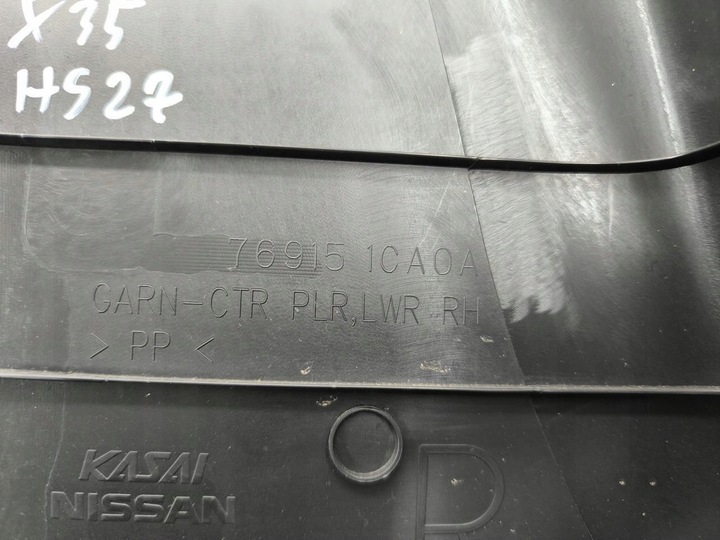 X35
HS27
76915 1CA0A
GARN-CTR PLR,LWR RH
> PP <
KASAI
NISSAN
D